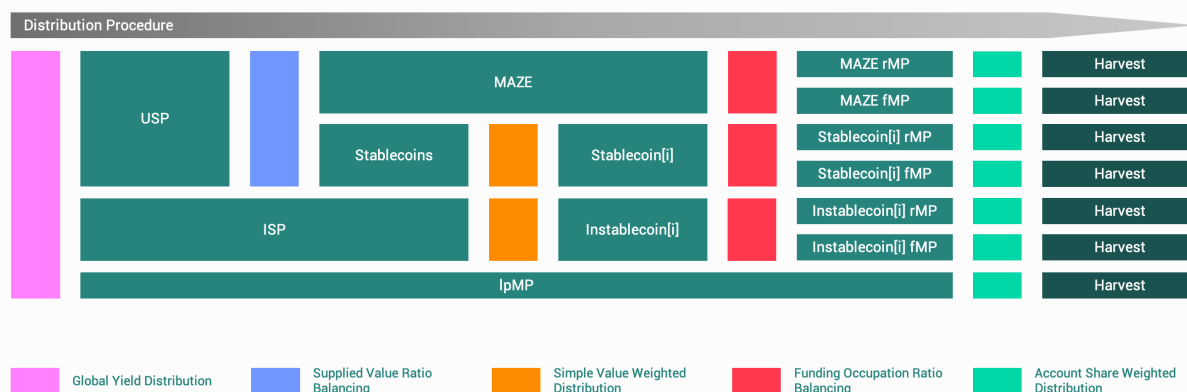 Distribution Procedure
MAZE rMP
Harvest
MAZE
USP
MAZE fMP
Harvest
Stablecoin[i] rMP
Harvest
Stablecoins
Stablecoin[i]
Stablecoin[i] fMP
Harvest
Instablecoin[i] rMP
Harvest
ISP
Instablecoin[i]
Instablecoin[i] fMP
Harvest
lpMP
Harvest
Global Yield Distribution
Supplied Value Ratio
Balancing
Simple Value Weighted
Distribution
Funding Occupation Ratio
Balancing
Account Share Weighted
Distribution